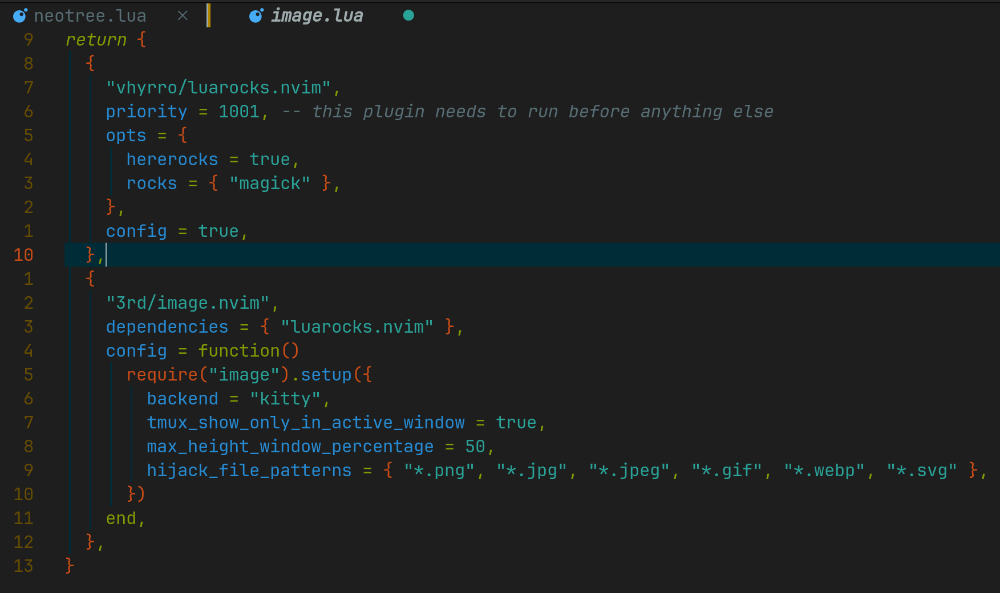 neotree.lua × image.lua
9 return {
8   {
7     "vhyrro/luarocks.nvim",
6     priority = 1001, -- this plugin needs to run before anything else
5     opts = {
4       hererocks = true,
3       rocks = { "magick" },
2     },
1     config = true,
10   },
1   {
2     "3rd/image.nvim",
3     dependencies = { "luarocks.nvim" },
4     config = function()
5       require("image").setup({
6         backend = "kitty",
7         tmux_show_only_in_active_window = true,
8         max_height_window_percentage = 50,
9         hijack_file_patterns = { "*.png", "*.jpg", "*.jpeg", "*.gif", "*.webp", "*.svg" },
10       })
11     end,
12   },
13 }